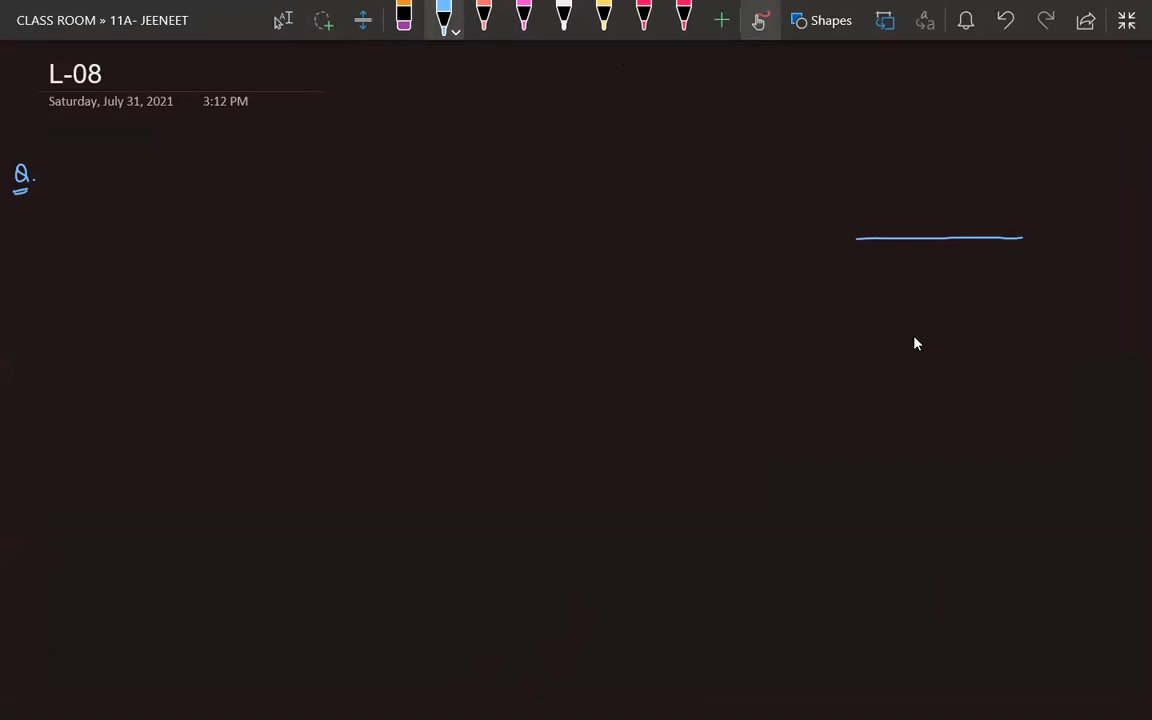 CLASS ROOM » 11A- JEENEET
Shapes
L-08
Saturday, July 31, 2021 3:12 PM
Q.